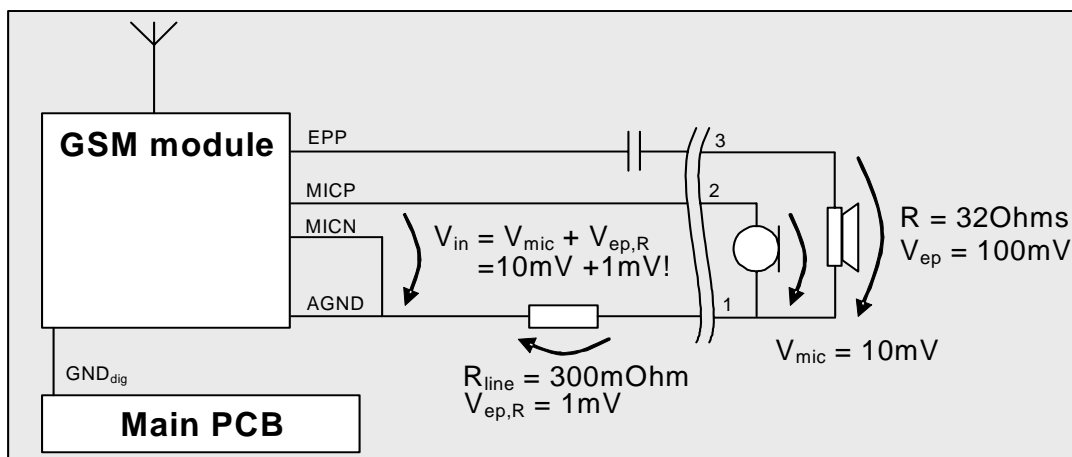 GSM module
EPP
MICP
MICN
AGND
GND_dig
Main PCB
V_in = V_mic + V_ep,R
=10mV +1mV!
R_line = 300mOhm
V_ep,R = 1mV
3
2
1
R = 32Ohms
V_ep = 100mV
V_mic = 10mV